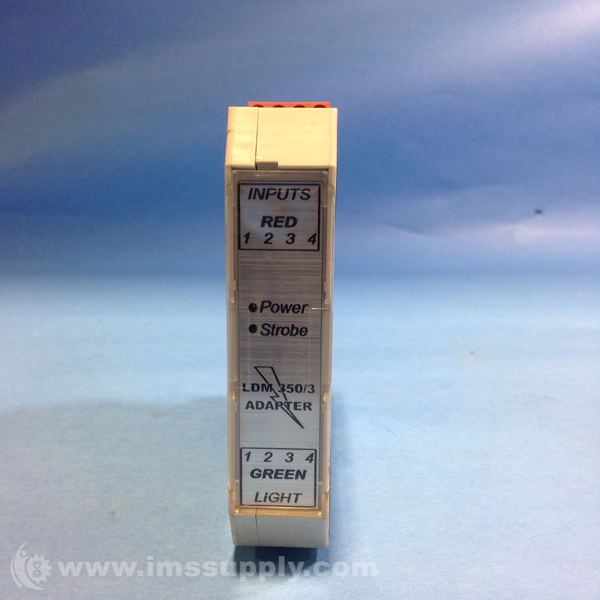 INPUTS
RED
1 2 3 4
Power
Strobe
LDM 350/3
ADAPTER
1 2 3 4
GREEN
LiGHT
www.imssupply.com